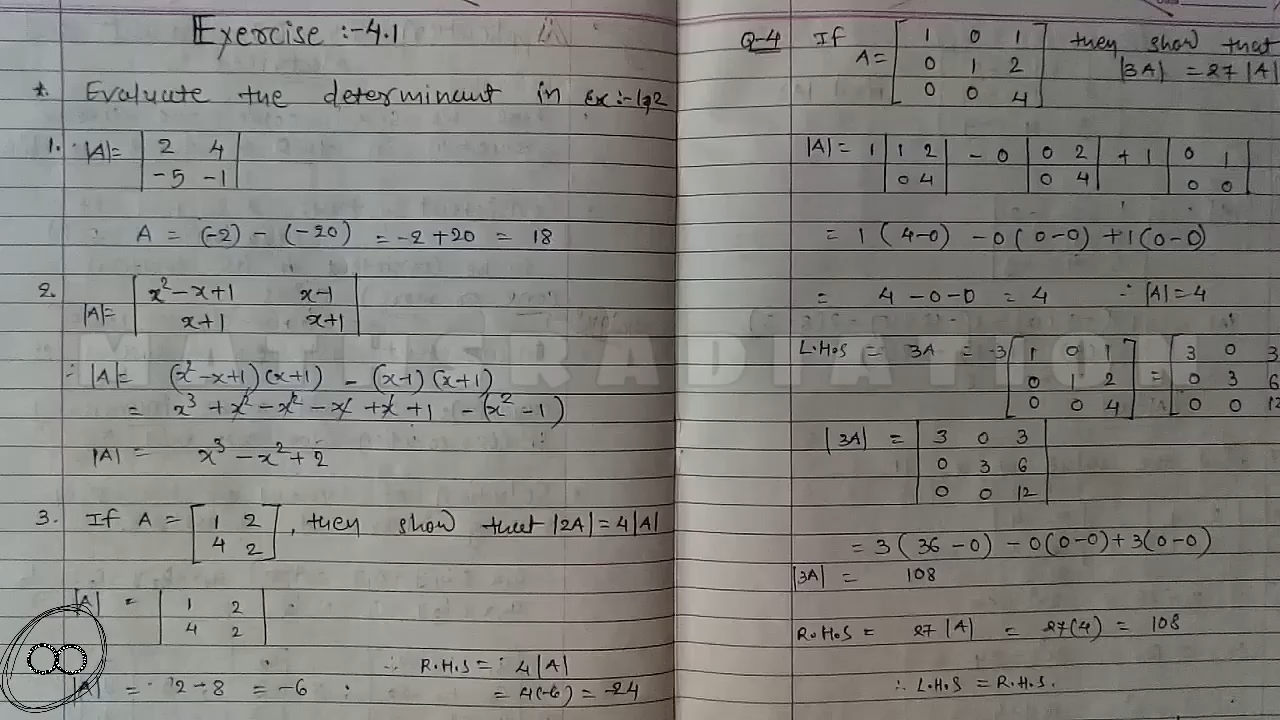 Exercise :- 4.1
* Evaluate the determinant in Ex:- 1g2
1. |A| = | 2 4 |
| -5 -1 |
∴ A = (-2) - (-20) = -2 + 20 = 18
2. |A| = | x² - x + 1 x-1 |
| x+1 x+1 |
∴ |A| = (x² - x + 1) (x+1) - (x-1) (x+1)
= x³ + x² - x² - x + x + 1 - (x² - 1)
|A| = x³ - x² + 2
3. If A = [ 1 2 ] , they show that |2A| = 4|A|
[ 4 2 ]
|A| = | 1 2 |
| 4 2 |
∴ R.H.S = 4|A|
|A| = 2 - 8 = -6 = 4(-6) = -24
MATHS RADIATION
Q-4 If A = [ 1 0 1 ] they show that
[ 0 1 2 ] |3A| = 27 |A|
[ 0 0 4 ]
|A| = 1 | 1 2 | - 0 | 0 2 | + 1 | 0 1 |
| 0 4 | | 0 4 | | 0 0 |
= 1 ( 4-0) - 0 ( 0-0) + 1 (0-0)
= 4 - 0 - 0 = 4 ∵ |A| = 4
L.H.S = 3A = 3 [ 1 0 1 ] = [ 3 0 3
[ 0 1 2 ] [ 0 3 6
[ 0 0 4 ] [ 0 0 12
|3A| = | 3 0 3 |
| 0 3 6 |
| 0 0 12 |
= 3 ( 36 - 0) - 0(0-0) + 3(0-0)
|3A| = 108
R.H.S = 27 |A| = 27(4) = 108
∴ L.H.S = R.H.S.